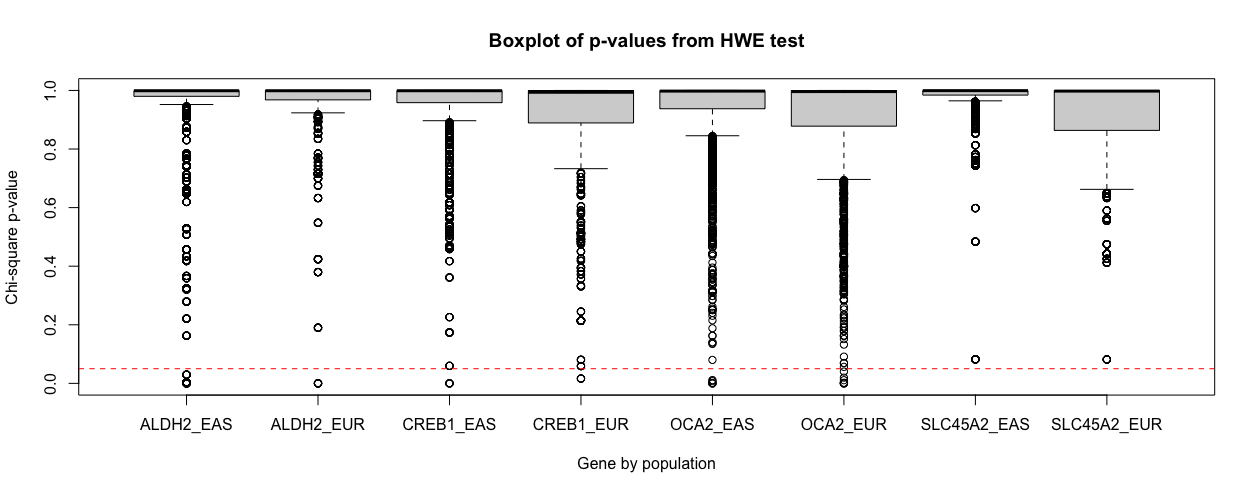 Boxplot of p-values from HWE test
Chi-square p-value
1.0
0.8
0.6
0.4
0.2
0.0
ALDH2_EAS ALDH2_EUR CREB1_EAS CREB1_EUR OCA2_EAS OCA2_EUR SLC45A2_EAS SLC45A2_EUR
Gene by population